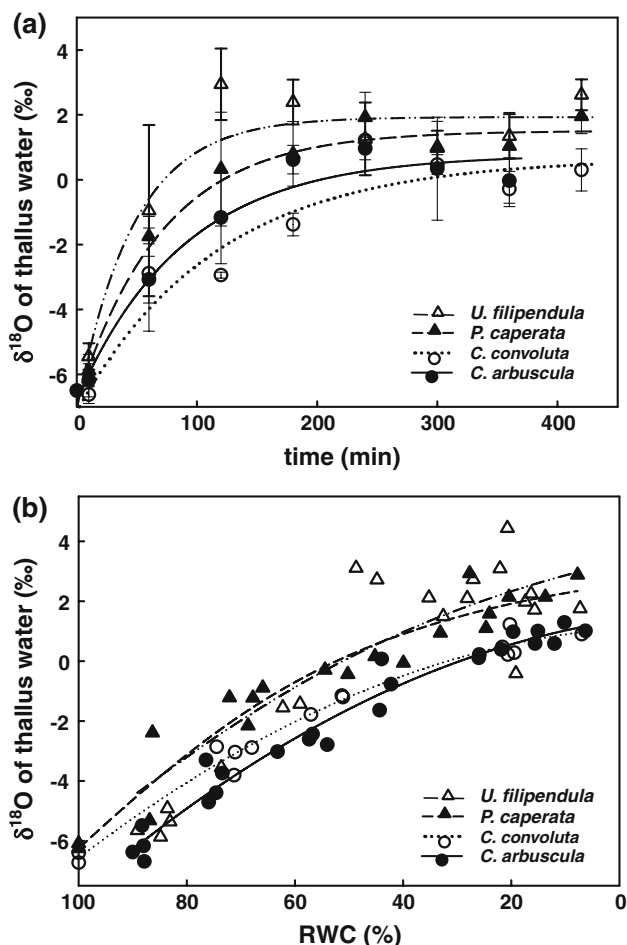 (a)
δ18O of thallus water (‰)
4
2
0
-2
-4
-6
U. filipendula
P. caperata
C. convoluta
C. arbuscula
0 100 200 300 400
time (min)
(b)
δ18O of thallus water (‰)
4
2
0
-2
-4
-6
U. filipendula
P. caperata
C. convoluta
C. arbuscula
100 80 60 40 20 0
RWC (%)